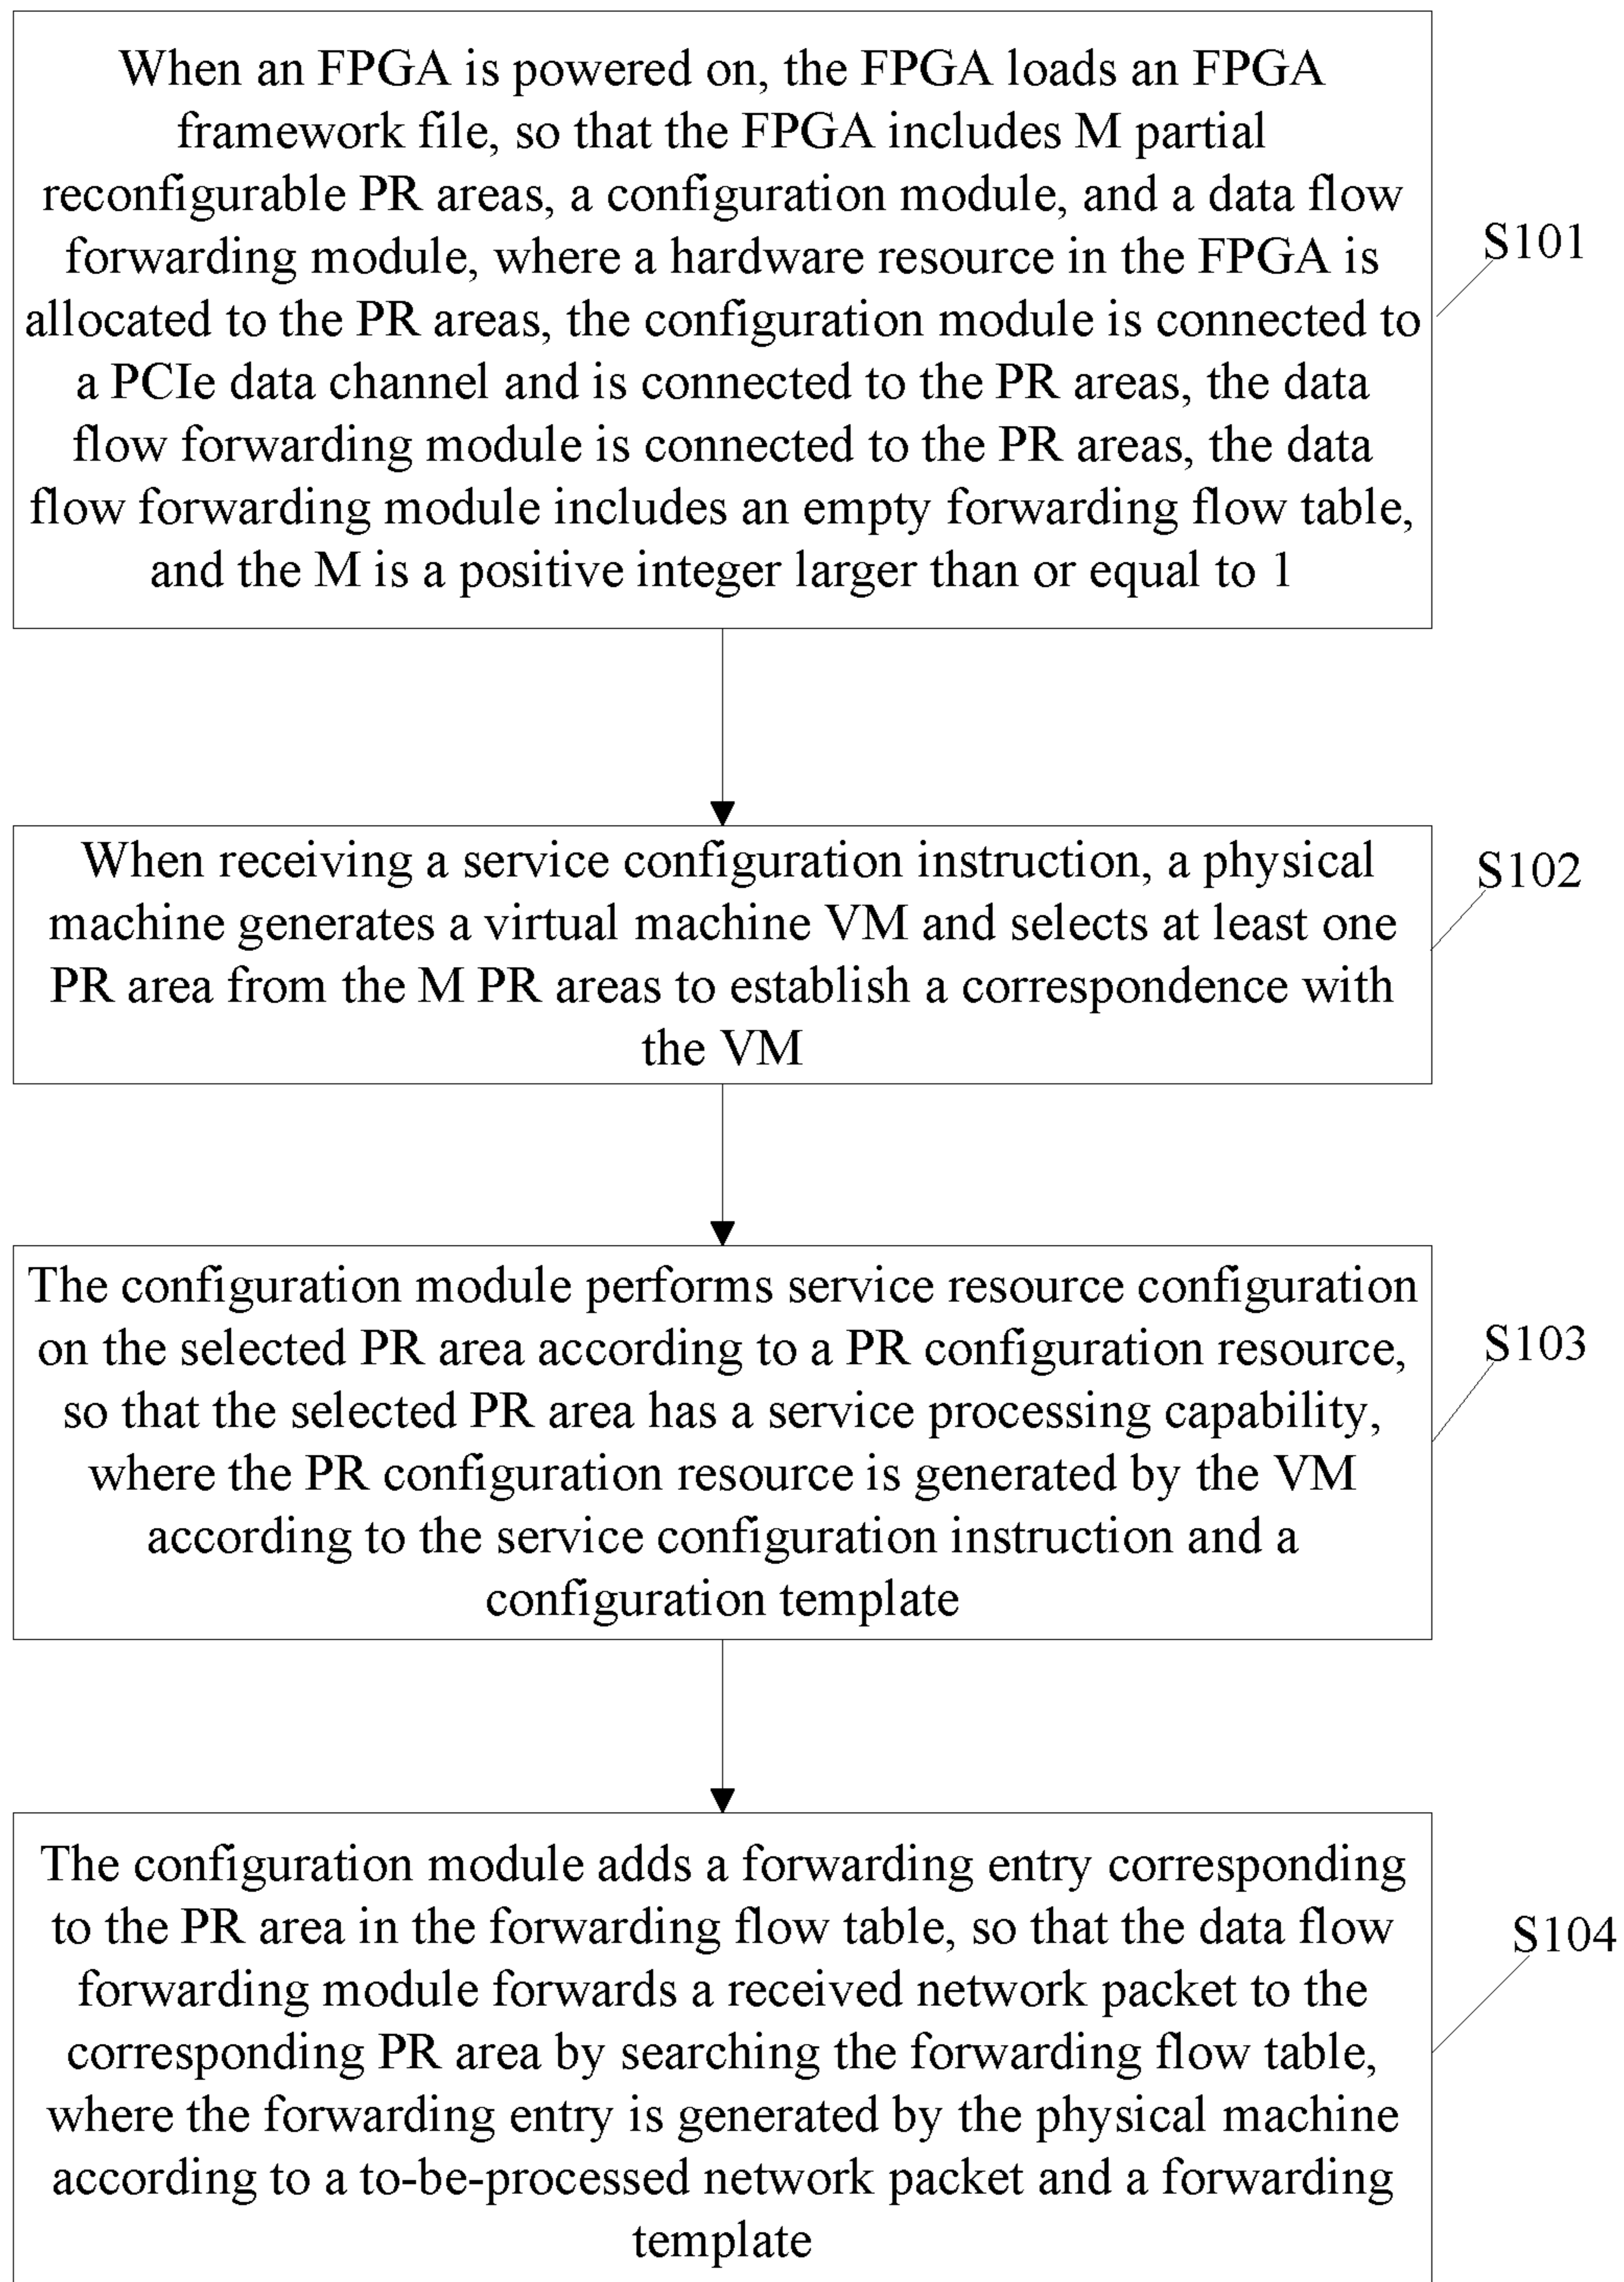 When an FPGA is powered on, the FPGA loads an FPGA
framework file, so that the FPGA includes M partial
reconfigurable PR areas, a configuration module, and a data flow
forwarding module, where a hardware resource in the FPGA is
allocated to the PR areas, the configuration module is connected to
a PCIe data channel and is connected to the PR areas, the data
flow forwarding module is connected to the PR areas, the data
flow forwarding module includes an empty forwarding flow table,
and the M is a positive integer larger than or equal to 1
S101
When receiving a service configuration instruction, a physical
machine generates a virtual machine VM and selects at least one
PR area from the M PR areas to establish a correspondence with
the VM
S102
The configuration module performs service resource configuration
on the selected PR area according to a PR configuration resource,
so that the selected PR area has a service processing capability,
where the PR configuration resource is generated by the VM
according to the service configuration instruction and a
configuration template
S103
The configuration module adds a forwarding entry corresponding
to the PR area in the forwarding flow table, so that the data flow
forwarding module forwards a received network packet to the
corresponding PR area by searching the forwarding flow table,
where the forwarding entry is generated by the physical machine
according to a to-be-processed network packet and a forwarding
template
S104